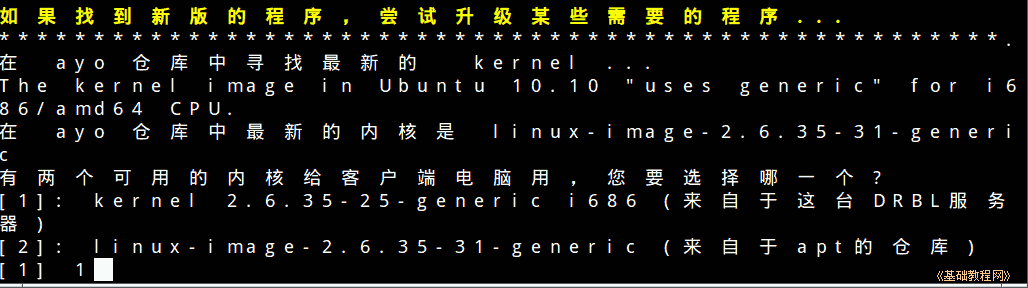 如果找到新版的程序，尝试升级某些需要的程序...
*****************************************************.
在 ayo 仓库中寻找最新的 kernel ...
The kernel image in Ubuntu 10.10 "uses generic" for i6
86/amd64 CPU.
在 ayo 仓库中最新的内核是 linux-image-2.6.35-31-generi
c
有两个可用的内核给客户端电脑用，您要选择哪一个?
[1]: kernel 2.6.35-25-generic i686 (来自于这台DRBL服务
器)
[2]: linux-image-2.6.35-31-generic (来自于apt的仓库)
[1] 1
《基础教程网》